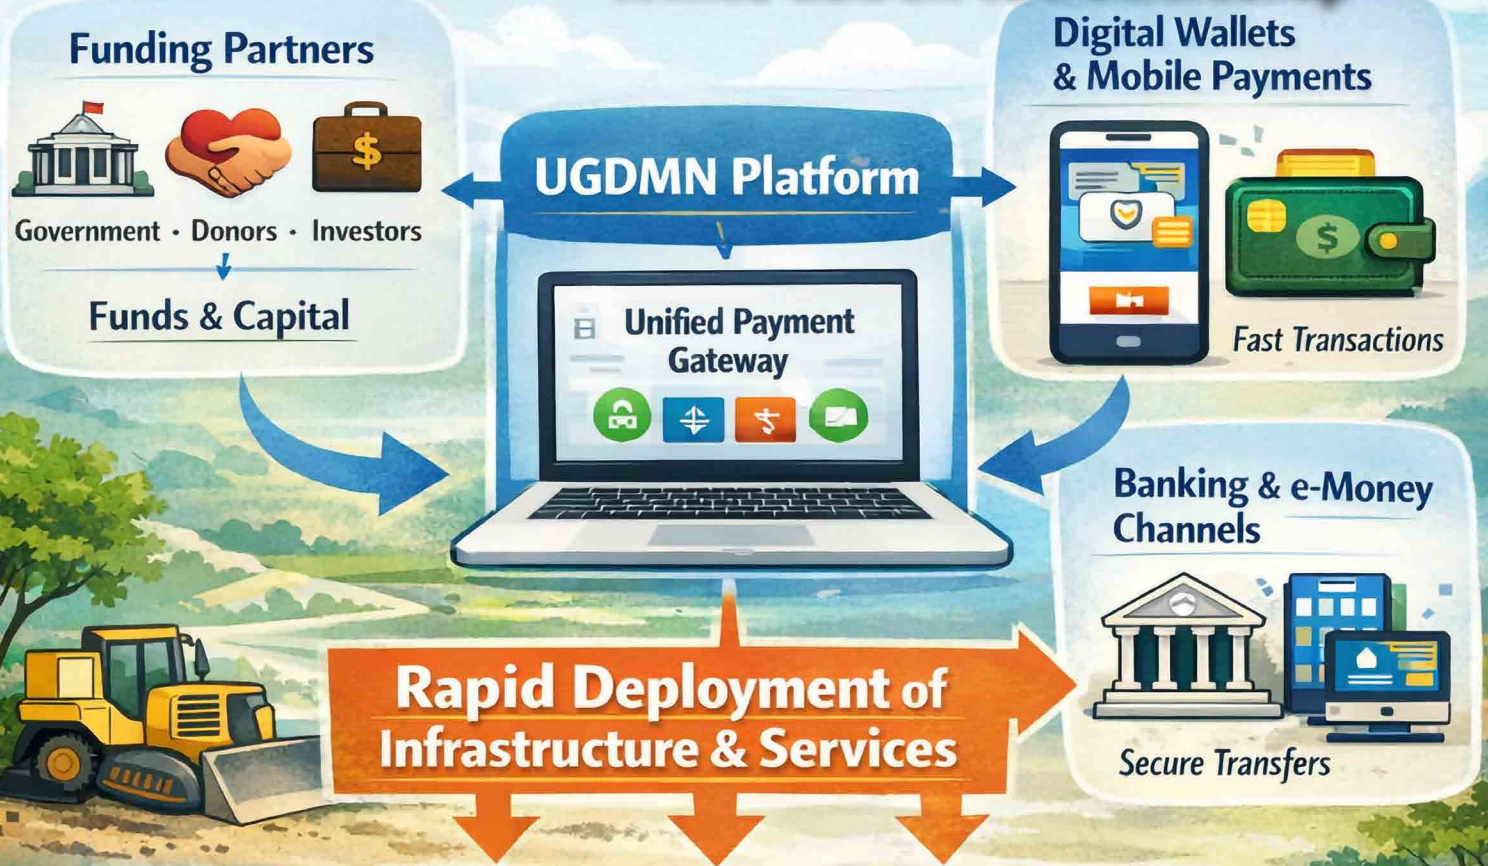 Funding Partners
Government · Donors · Investors
Funds & Capital
UGDMN Platform
Unified Payment
Gateway
Digital Wallets
& Mobile Payments
Fast Transactions
Banking & e-Money
Channels
Secure Transfers
Rapid Deployment of
Infrastructure & Services